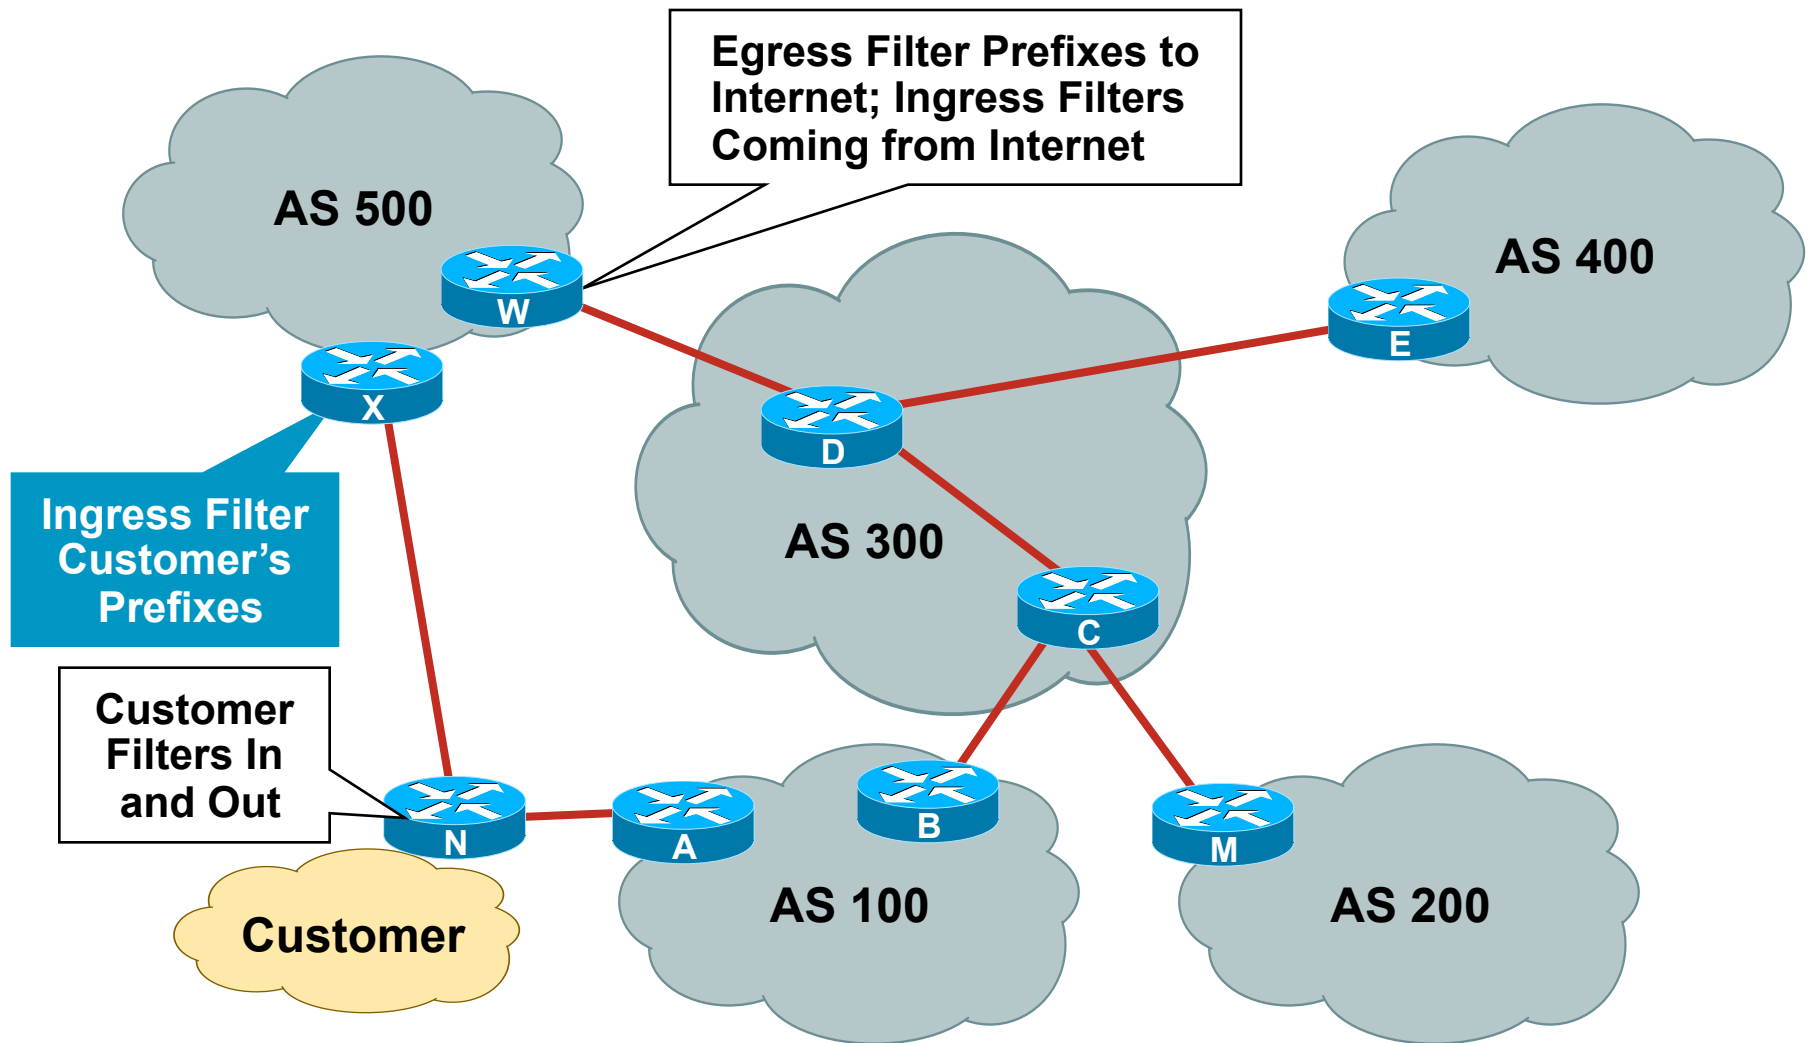 Egress Filter Prefixes to
Internet; Ingress Filters
Coming from Internet
AS 500
AS 400
W
E
X
D
Ingress Filter
Customer’s
Prefixes
AS 300
C
Customer
Filters In
and Out
N
A
B
M
AS 100
AS 200
Customer